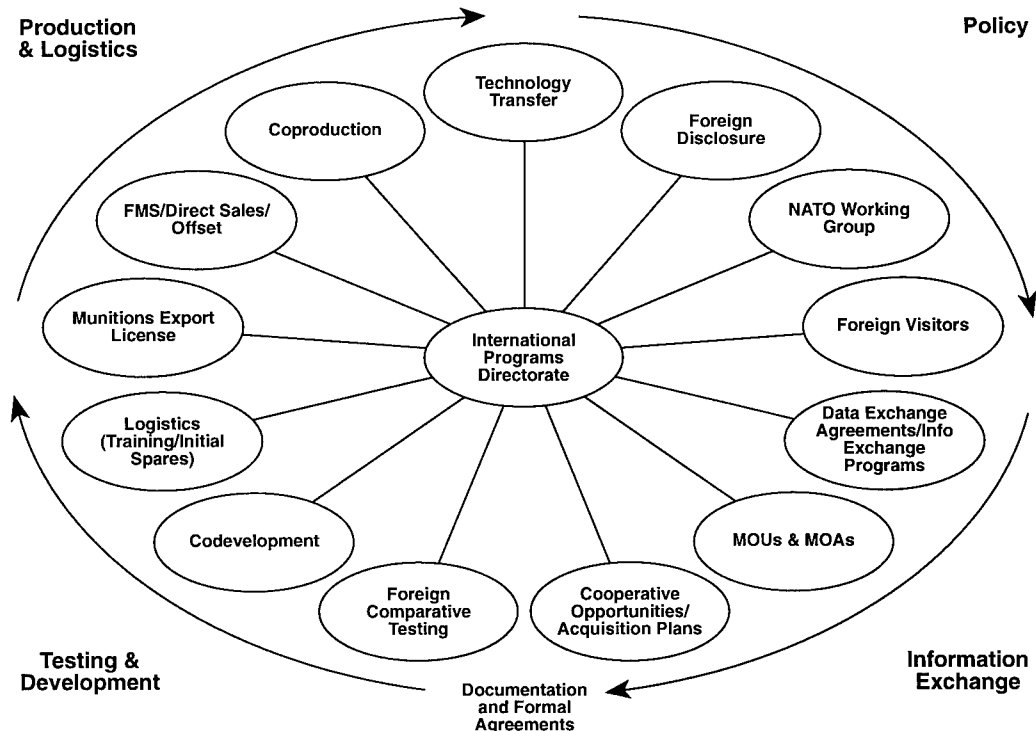 Production
& Logistics
Policy
Technology
Transfer
Coproduction
Foreign
Disclosure
FMS/Direct Sales/
Offset
NATO Working
Group
Munitions Export
License
International
Programs
Directorate
Foreign Visitors
Logistics
(Training/Initial
Spares)
Data Exchange
Agreements/Info
Exchange
Programs
Codevelopment
MOUs & MOAs
Foreign
Comparative
Testing
Cooperative
Opportunities/
Acquisition Plans
Testing &
Development
Information
Exchange
Documentation
and Formal
Agreements